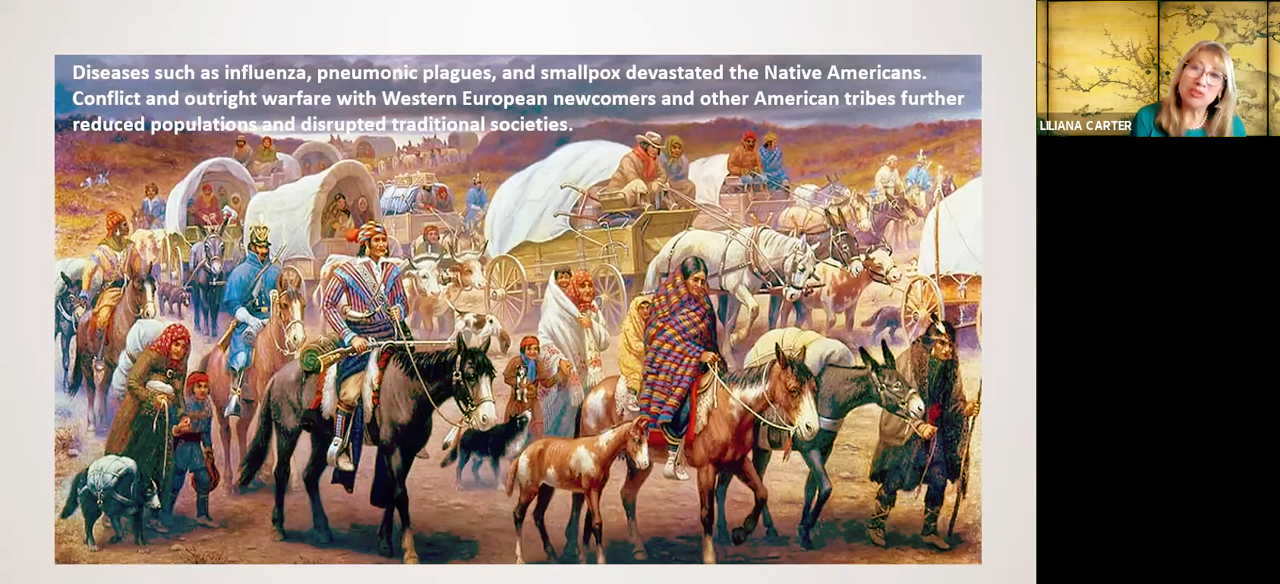 Diseases such as influenza, pneumonic plagues, and smallpox devastated the Native Americans.
Conflict and outright warfare with Western European newcomers and other American tribes further
reduced populations and disrupted traditional societies.
LILIANA CARTER